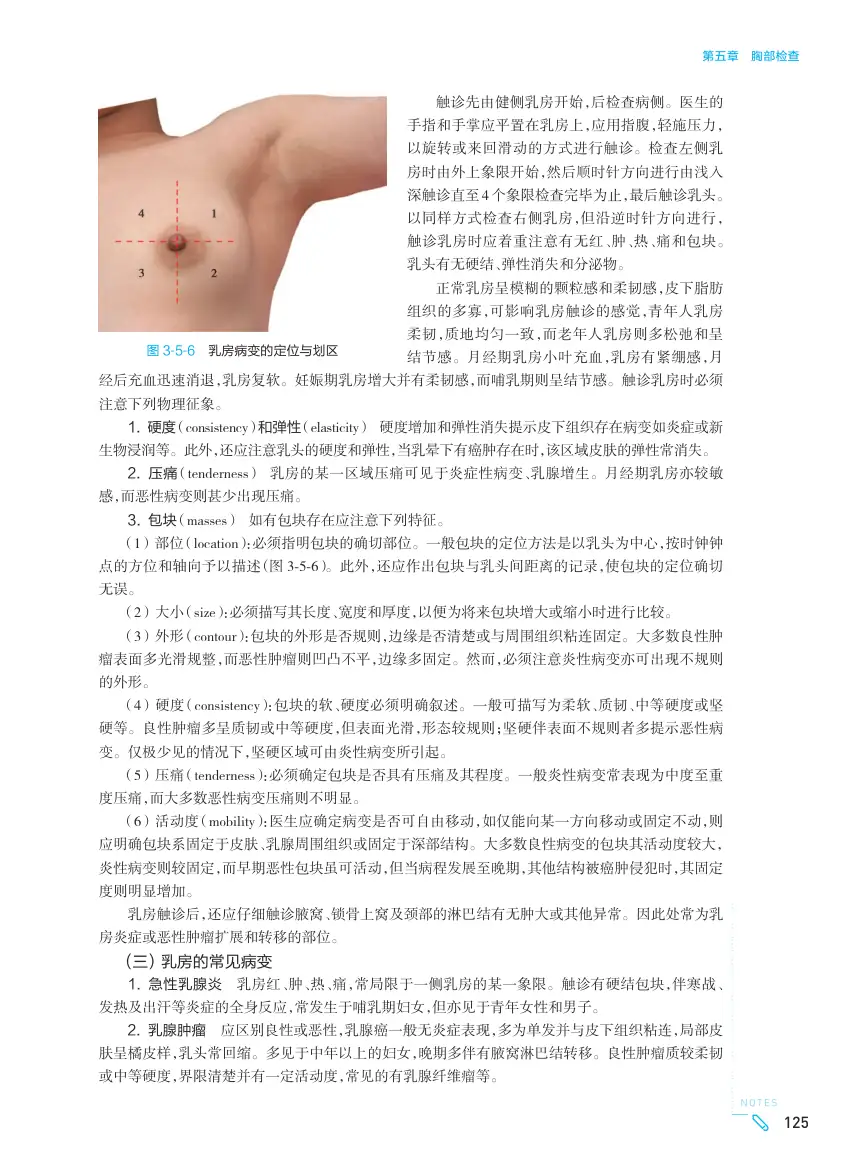 第五章 胸部检查
4
1
3
2
图 3-5-6 乳房病变的定位与划区
触诊先由健侧乳房开始,后检查病侧。医生的
手指和手掌应平置在乳房上,应用指腹,轻施压力,
以旋转或来回滑动的方式进行触诊。检查左侧乳
房时由外上象限开始,然后顺时针方向进行由浅入
深触诊直至4个象限检查完毕为止,最后触诊乳头。
以同样方式检查右侧乳房,但沿逆时针方向进行,
触诊乳房时应着重注意有无红、肿、热、痛和包块。
乳头有无硬结、弹性消失和分泌物。
正常乳房呈模糊的颗粒感和柔韧感,皮下脂肪
组织的多寡,可影响乳房触诊的感觉,青年人乳房
柔韧,质地均匀一致,而老年人乳房则多松弛和呈
结节感。月经期乳房小叶充血,乳房有紧绷感,月
经后充血迅速消退,乳房复软。妊娠期乳房增大并有柔韧感,而哺乳期则呈结节感。触诊乳房时必须
注意下列物理征象。
1. 硬度(consistency)和弹性(elasticity) 硬度增加和弹性消失提示皮下组织存在病变如炎症或新
生物浸润等。此外,还应注意乳头的硬度和弹性,当乳晕下有癌肿存在时,该区域皮肤的弹性常消失。
2. 压痛(tenderness) 乳房的某一区域压痛可见于炎症性病变、乳腺增生。月经期乳房亦较敏
感,而恶性病变则甚少出现压痛。
3. 包块(masses) 如有包块存在应注意下列特征。
(1)部位(location):必须指明包块的确切部位。一般包块的定位方法是以乳头为中心,按时钟钟
点的方位和轴向予以描述(图 3-5-6)。此外,还应作出包块与乳头间距离的记录,使包块的定位确切
无误。
(2)大小(size):必须描写其长度、宽度和厚度,以便为将来包块增大或缩小时进行比较。
(3)外形(contour):包块的外形是否规则,边缘是否清楚或与周围组织粘连固定。大多数良性肿
瘤表面多光滑规整,而恶性肿瘤则凹凸不平,边缘多固定。然而,必须注意炎性病变亦可出现不规则
的外形。
(4)硬度(consistency):包块的软、硬度必须明确叙述。一般可描写为柔软、质韧、中等硬度或坚
硬等。良性肿瘤多呈质韧或中等硬度,但表面光滑,形态较规则;坚硬伴表面不规则者多提示恶性病
变。仅极少见的情况下,坚硬区域可由炎性病变所引起。
(5)压痛(tenderness):必须确定包块是否具有压痛及其程度。一般炎性病变常表现为中度至重
度压痛,而大多数恶性病变压痛则不明显。
(6)活动度(mobility):医生应确定病变是否可自由移动,如仅能向某一方向移动或固定不动,则
应明确包块系固定于皮肤、乳腺周围组织或固定于深部结构。大多数良性病变的包块其活动度较大,
炎性病变则较固定,而早期恶性包块虽可活动,但当病程发展至晚期,其他结构被癌肿侵犯时,其固定
度则明显增加。
乳房触诊后,还应仔细触诊腋窝、锁骨上窝及颈部的淋巴结有无肿大或其他异常。因此处常为乳
房炎症或恶性肿瘤扩展和转移的部位。
(三)乳房的常见病变
1. 急性乳腺炎 乳房红、肿、热、痛,常局限于一侧乳房的某一象限。触诊有硬结包块,伴寒战、
发热及出汗等炎症的全身反应,常发生于哺乳期妇女,但亦见于青年女性和男子。
2. 乳腺肿瘤 应区别良性或恶性,乳腺癌一般无炎症表现,多为单发并与皮下组织粘连,局部皮
肤呈橘皮样,乳头常回缩。多见于中年以上的妇女,晚期多伴有腋窝淋巴结转移。良性肿瘤质较柔韧
或中等硬度,界限清楚并有一定活动度,常见的有乳腺纤维瘤等。
NOTES
125